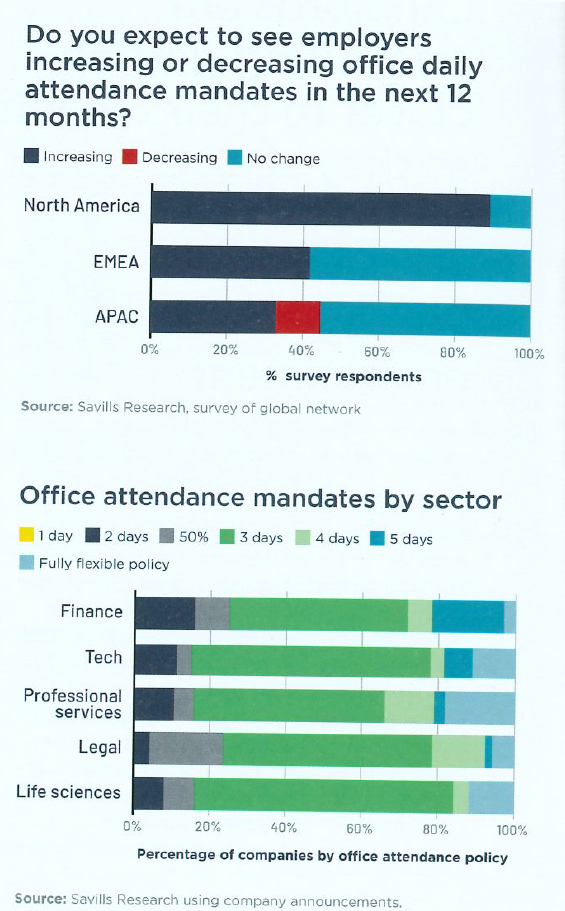 Do you expect to see employers
increasing or decreasing office daily
attendance mandates in the next 12
months?
Increasing Decreasing No change
North America
EMEA
APAC
0% 20% 40% 60% 80% 100%
% survey respondents
Source: Savills Research, survey of global network
Office attendance mandates by sector
1 day 2 days 50% 3 days 4 days 5 days
Fully flexible policy
Finance
Tech
Professional
services
Legal
Life sciences
0% 20% 40% 60% 80% 100%
Percentage of companies by office attendance policy
Source: Savills Research using company announcements.